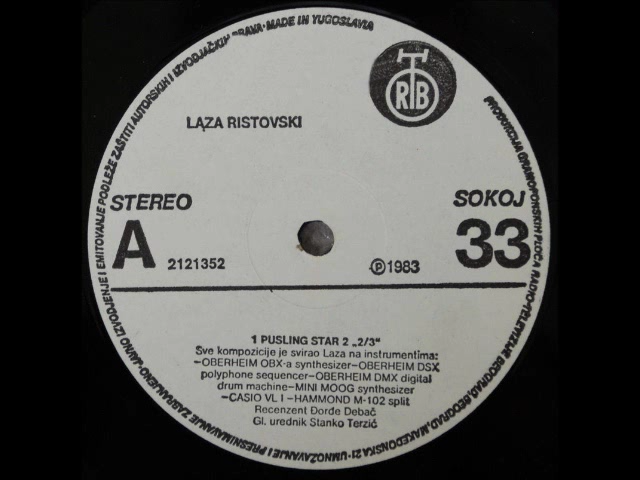 UMNOŽAVANJE I PRESNIMAVANJE ZABRANJENO·JAVNO IZVODJENJE I EMITOVANJE PODLEŽE ZAŠTITI AUTORSKIH I IZVODJAČKIH PRAVA·MADE IN YUGOSLAVIA
PRODUKCIJA GRAMOFONSKIH PLOČA RADIO-TELEVIZIJE BEOGRAD, BEOGRAD, MAKEDONSKA 21·
RTB
LAZA RISTOVSKI
STEREO SOKOJ
A 33
2121352 ℗1983
1 PUSLING STAR 2 „2/3"
Sve kompozicije je svirao Laza na instrumentima:
–OBERHEIM OBX-a synthesizer–OBERHEIM DSX
polyphone sequencer–OBERHEIM DMX digital
drum machine–MINI MOOG synthesizer
–CASIO VL I –HAMMOND M-102 split
Recenzent Đorđe Debač
Gl. urednik Stanko Terzić